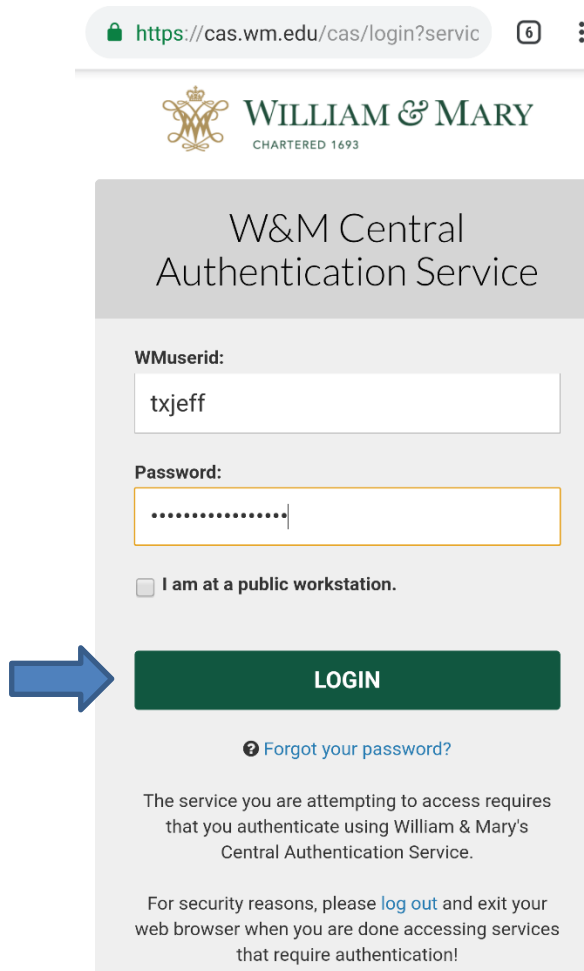 https://cas.wm.edu/cas/login?servic
6
WILLIAM & MARY
CHARTERED 1693
W&M Central
Authentication Service
WMuserid:
txjeff
Password:
•••••••••••••••••
I am at a public workstation.
LOGIN
Forgot your password?
The service you are attempting to access requires
that you authenticate using William & Mary's
Central Authentication Service.
For security reasons, please log out and exit your
web browser when you are done accessing services
that require authentication!